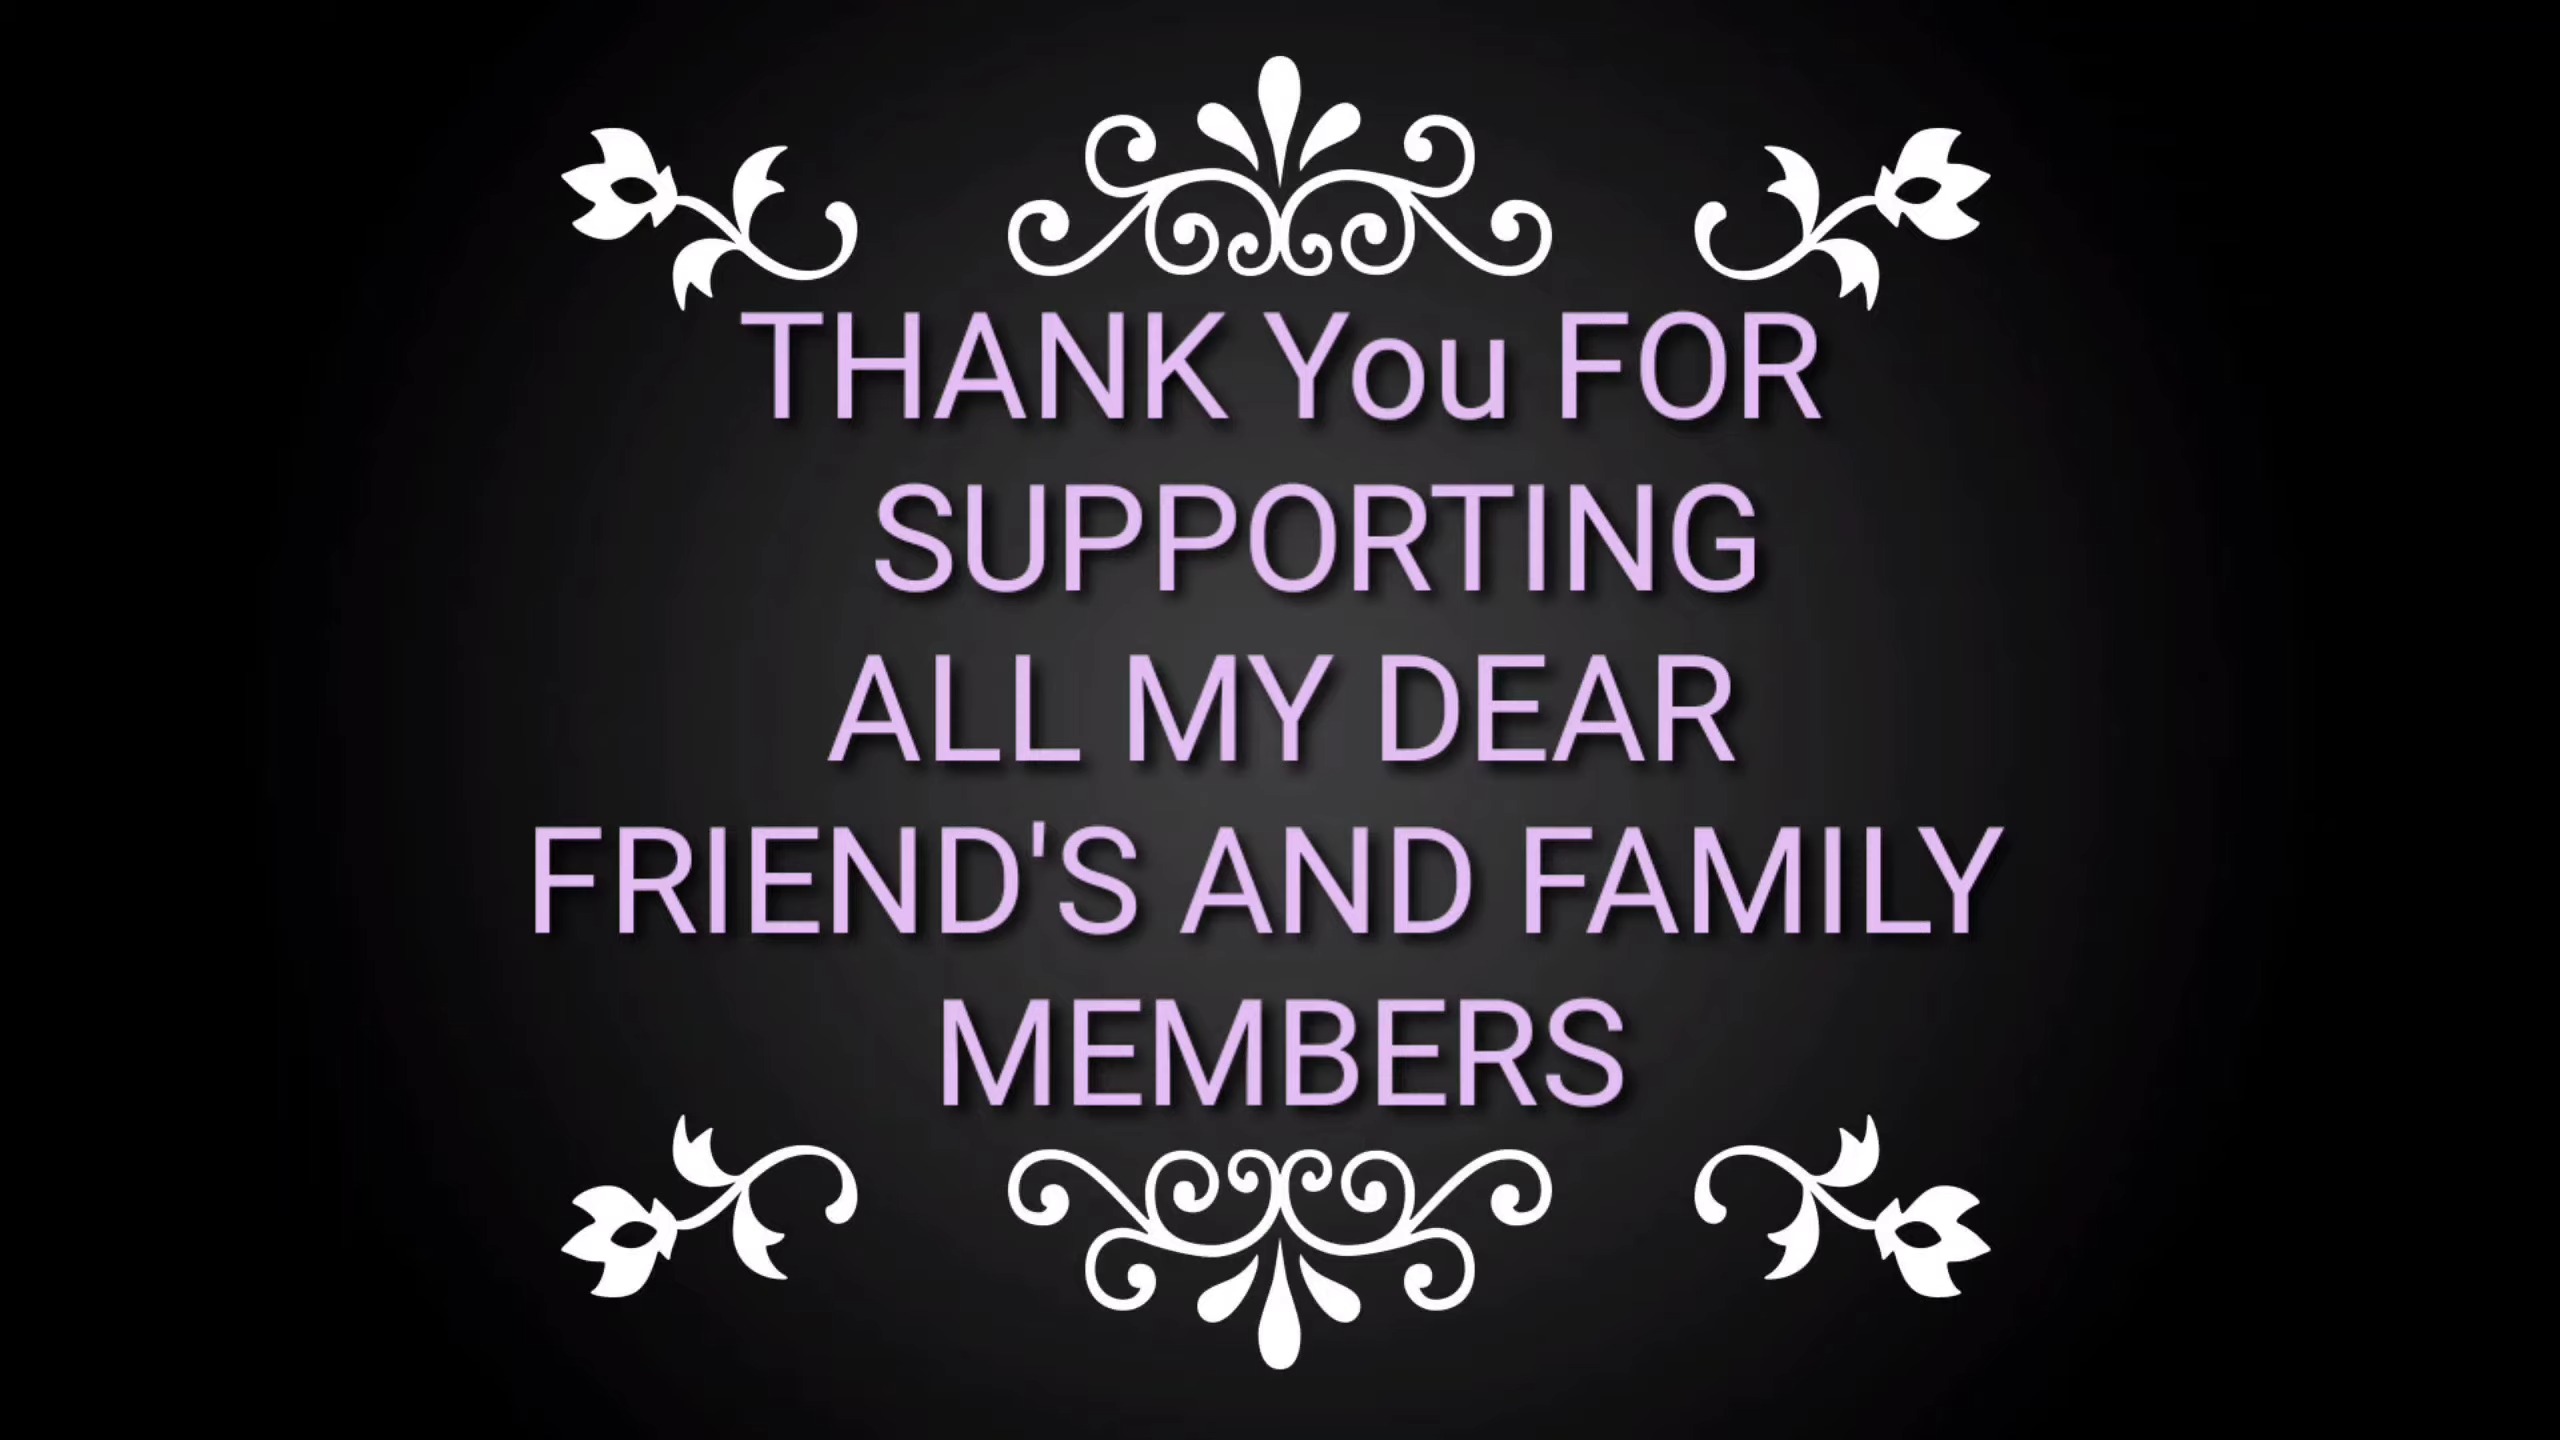 THANK You FOR
SUPPORTING
ALL MY DEAR
FRIEND'S AND FAMILY
MEMBERS